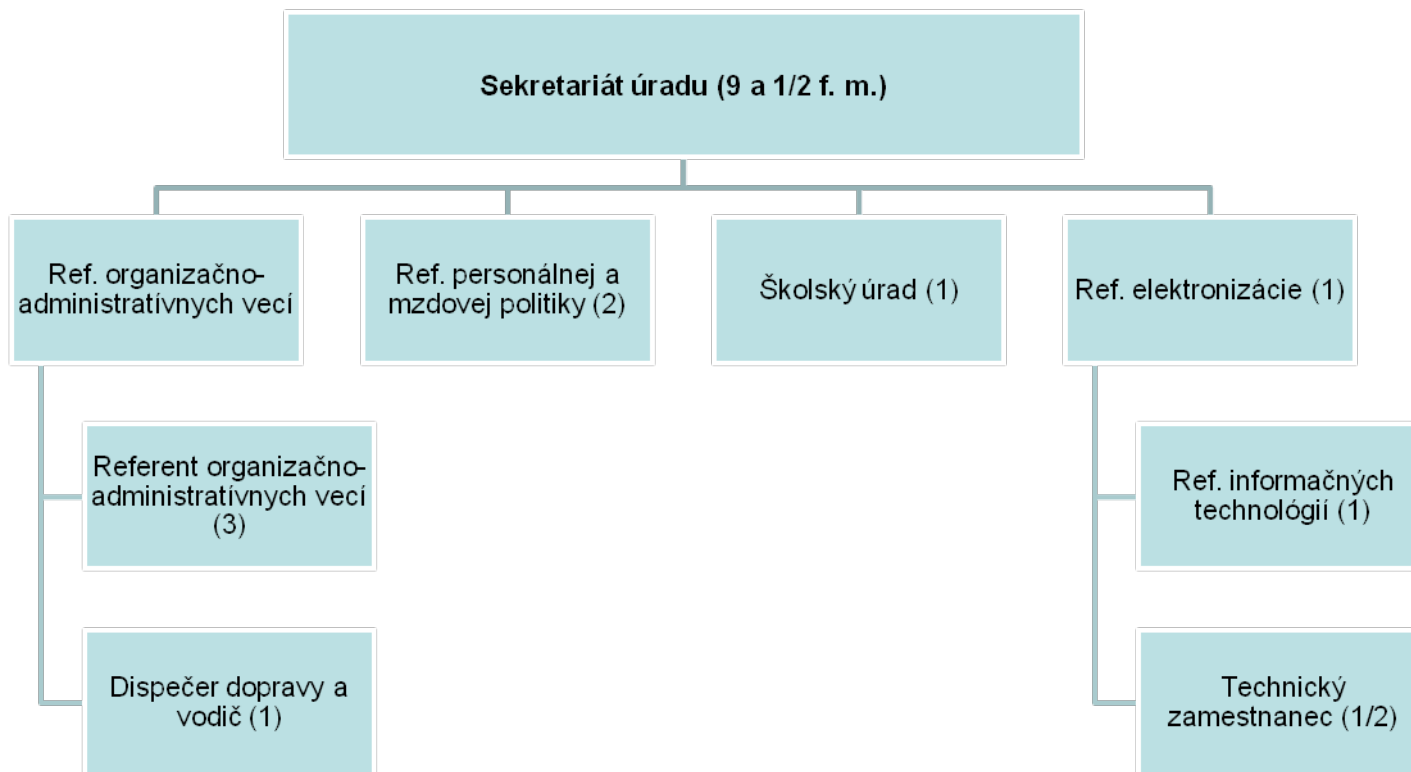 Sekretariát úradu (9 a 1/2 f. m.)
Ref. organizačno-
administratívnych vecí
Ref. personálnej a
mzdovej politiky (2)
Školský úrad (1)
Ref. elektronizácie (1)
Referent organizačno-
administratívnych vecí
(3)
Ref. informačných
technológií (1)
Dispečer dopravy a
vodič (1)
Technický
zamestnanec (1/2)